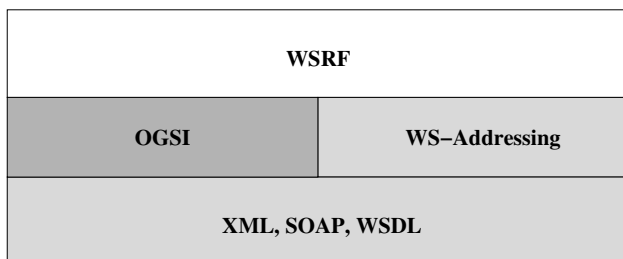 WSRF
OGSI
WS−Addressing
XML, SOAP, WSDL